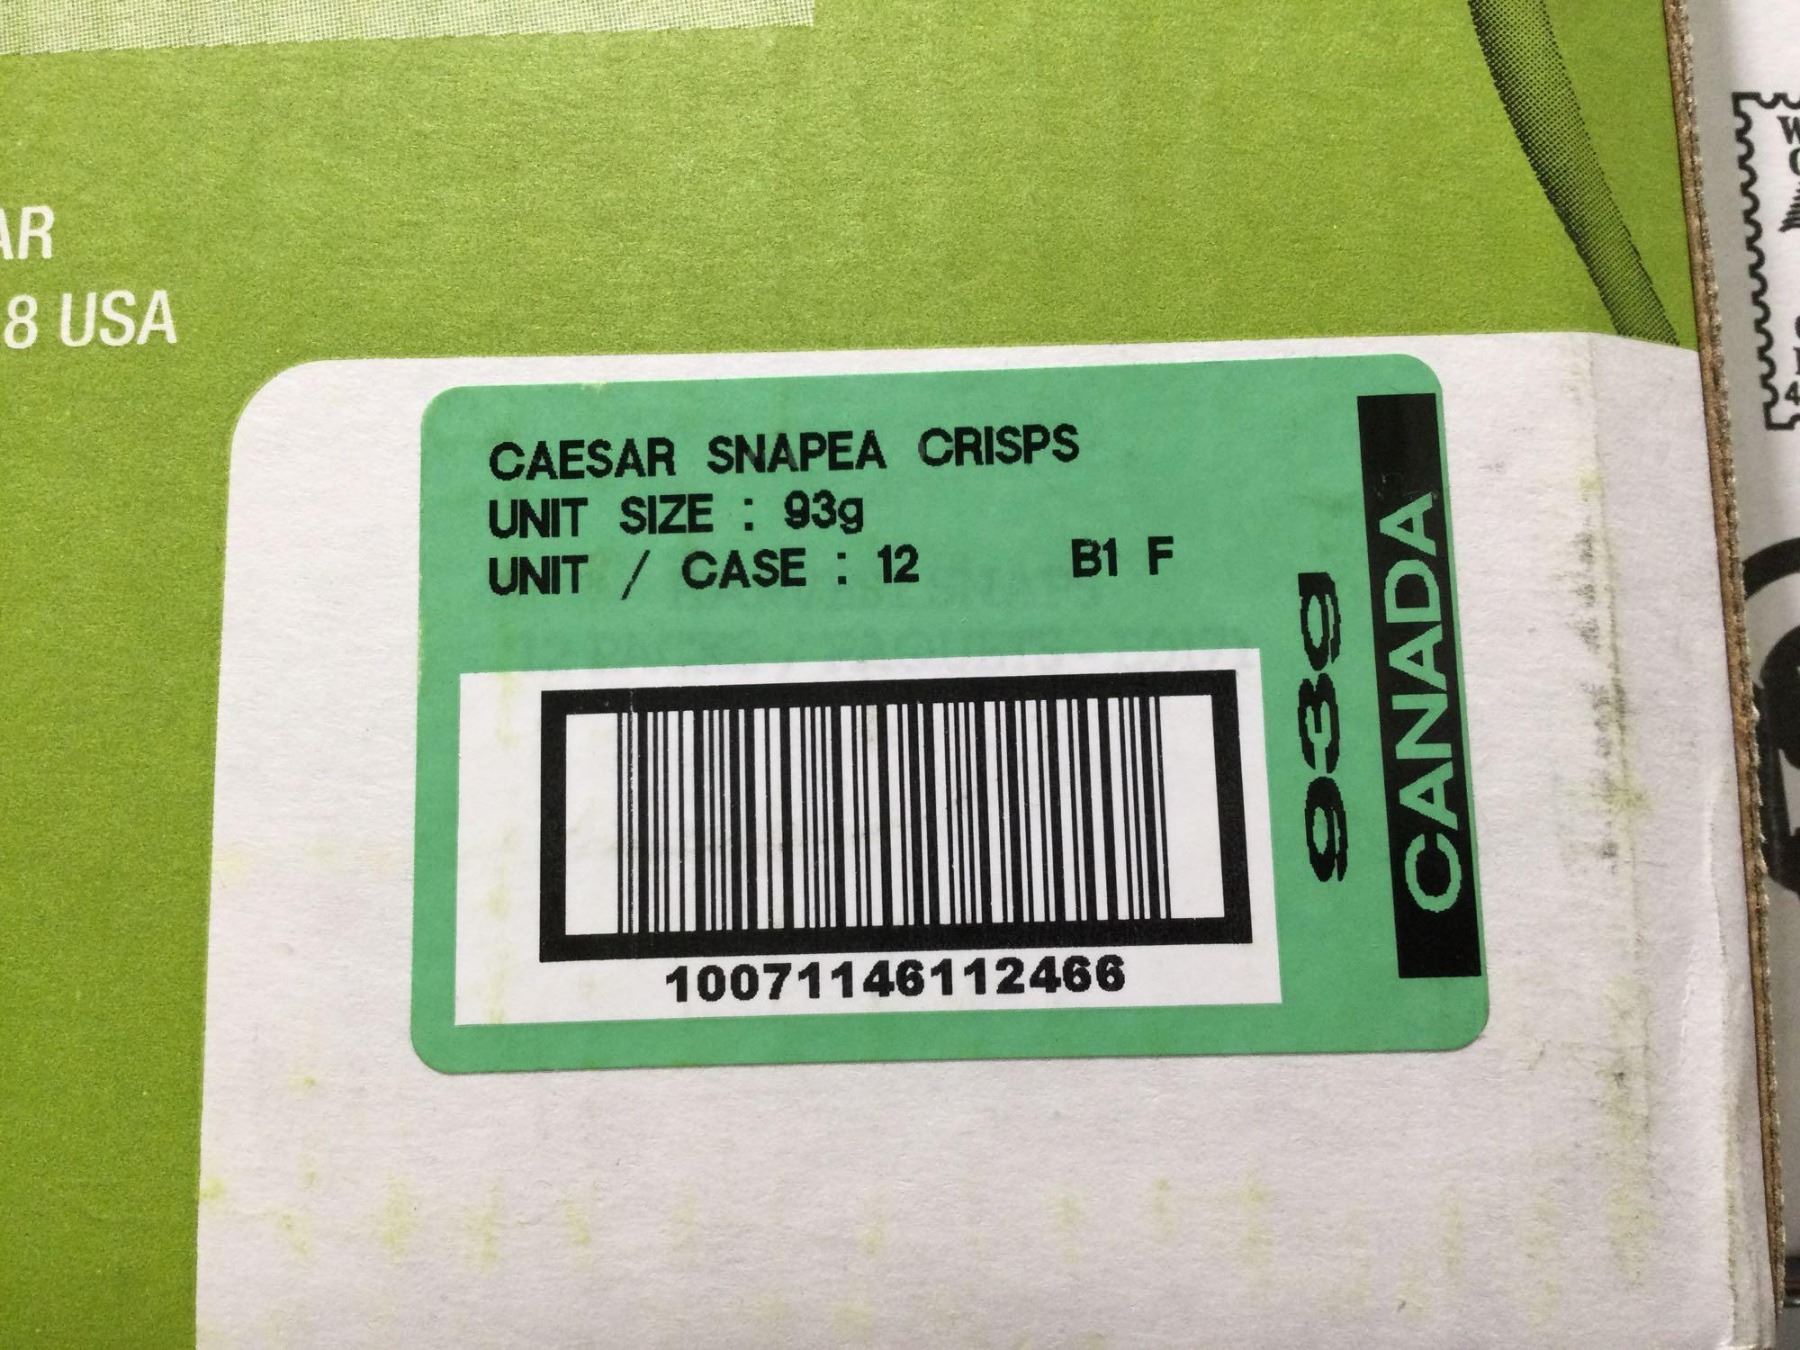 AR
8 USA
CAESAR SNAPEA CRISPS
UNIT SIZE : 93g
UNIT / CASE : 12 B1 F
93g
CANADA
10071146112466